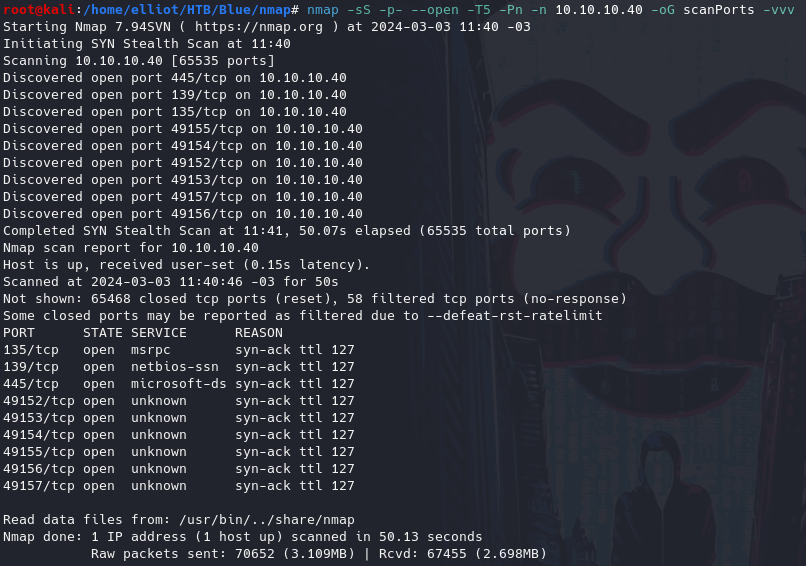 root@kali:/home/elliot/HTB/Blue/nmap# nmap -sS -p- --open -T5 -Pn -n 10.10.10.40 -oG scanPorts -vvv
Starting Nmap 7.94SVN ( https://nmap.org ) at 2024-03-03 11:40 -03
Initiating SYN Stealth Scan at 11:40
Scanning 10.10.10.40 [65535 ports]
Discovered open port 445/tcp on 10.10.10.40
Discovered open port 139/tcp on 10.10.10.40
Discovered open port 135/tcp on 10.10.10.40
Discovered open port 49155/tcp on 10.10.10.40
Discovered open port 49154/tcp on 10.10.10.40
Discovered open port 49152/tcp on 10.10.10.40
Discovered open port 49153/tcp on 10.10.10.40
Discovered open port 49157/tcp on 10.10.10.40
Discovered open port 49156/tcp on 10.10.10.40
Completed SYN Stealth Scan at 11:41, 50.07s elapsed (65535 total ports)
Nmap scan report for 10.10.10.40
Host is up, received user-set (0.15s latency).
Scanned at 2024-03-03 11:40:46 -03 for 50s
Not shown: 65468 closed tcp ports (reset), 58 filtered tcp ports (no-response)
Some closed ports may be reported as filtered due to --defeat-rst-ratelimit
PORT      STATE SERVICE      REASON
135/tcp   open  msrpc        syn-ack ttl 127
139/tcp   open  netbios-ssn  syn-ack ttl 127
445/tcp   open  microsoft-ds syn-ack ttl 127
49152/tcp open  unknown      syn-ack ttl 127
49153/tcp open  unknown      syn-ack ttl 127
49154/tcp open  unknown      syn-ack ttl 127
49155/tcp open  unknown      syn-ack ttl 127
49156/tcp open  unknown      syn-ack ttl 127
49157/tcp open  unknown      syn-ack ttl 127
Read data files from: /usr/bin/../share/nmap
Nmap done: 1 IP address (1 host up) scanned in 50.13 seconds
           Raw packets sent: 70652 (3.109MB) | Rcvd: 67455 (2.698MB)